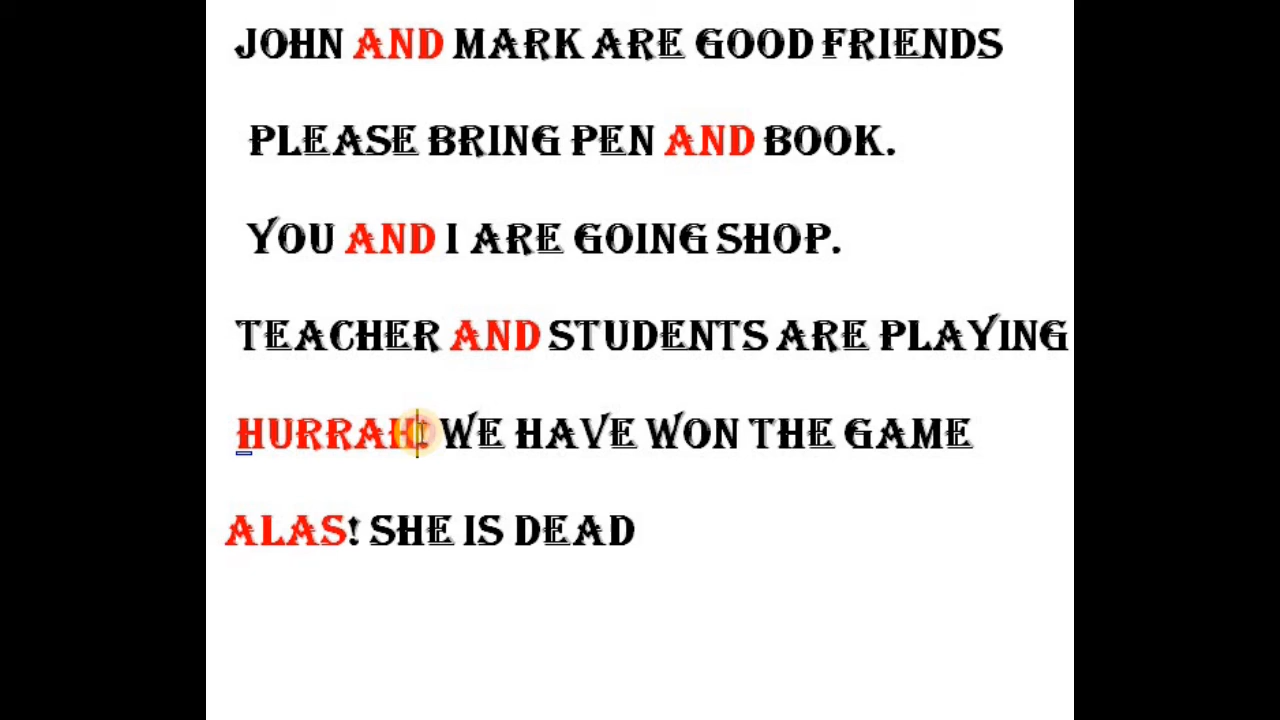 JOHN AND MARK ARE GOOD FRIENDS
PLEASE BRING PEN AND BOOK.
YOU AND I ARE GOING SHOP.
TEACHER AND STUDENTS ARE PLAYING
HURRAH! WE HAVE WON THE GAME
ALAS! SHE IS DEAD